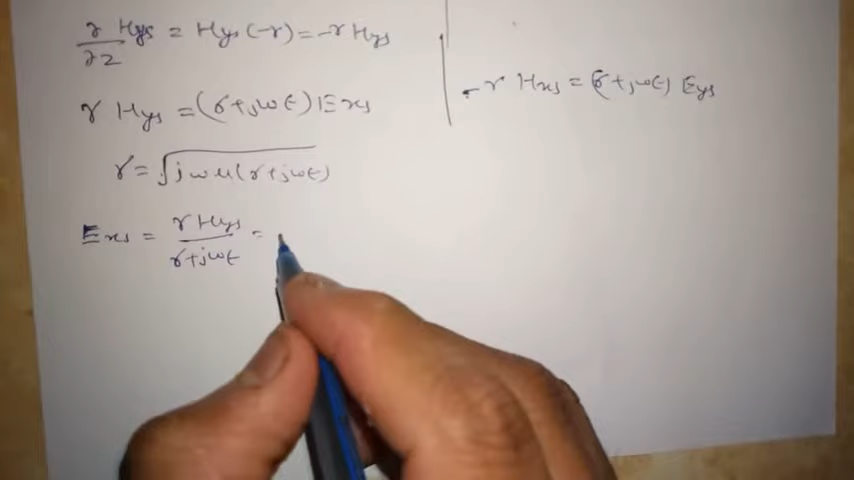 ∂Hys/∂z = Hys(-γ) = -γ Hys
γ Hys = (σ+jωε) Exs
γ = √jωμ(σ+jωε)
Exs = γHys/σ+jωε =
-γ Hxs = (σ+jωε) Eys